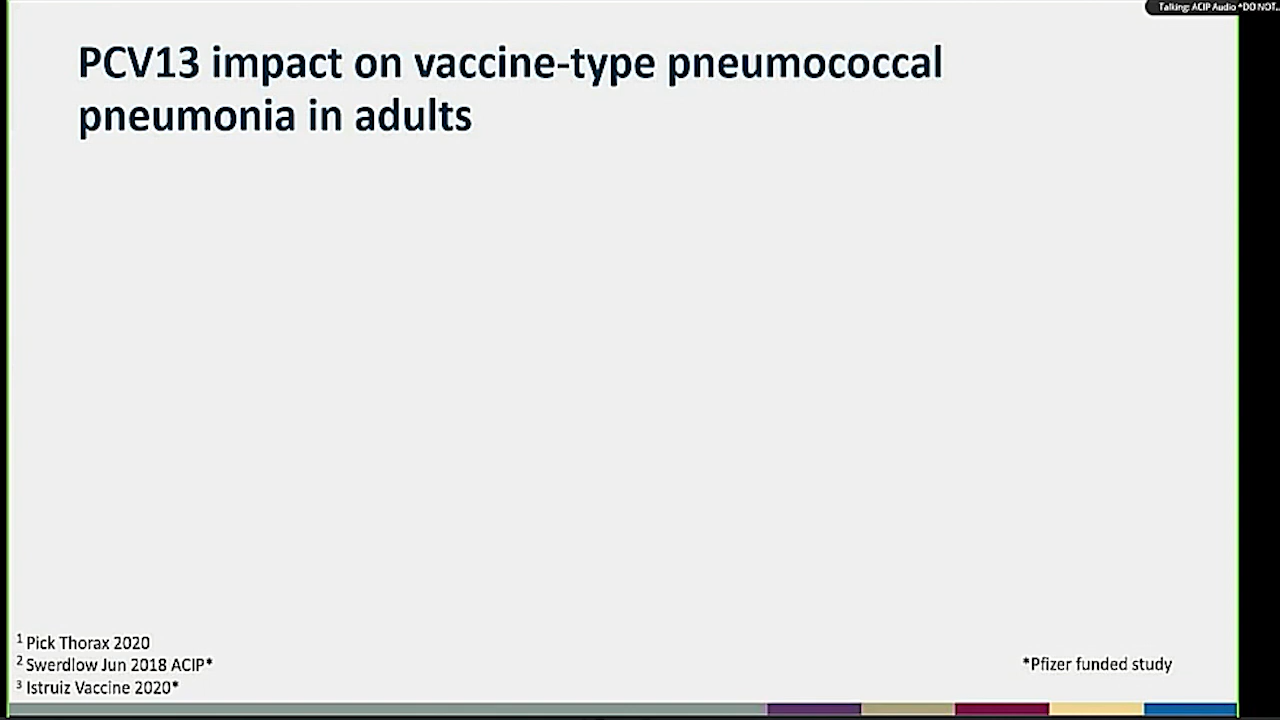 Talking: ACIP Audio *DO NOT...
PCV13 impact on vaccine-type pneumococcal
pneumonia in adults
1 Pick Thorax 2020
2 Swerdlow Jun 2018 ACIP*
3 Istruiz Vaccine 2020*
*Pfizer funded study